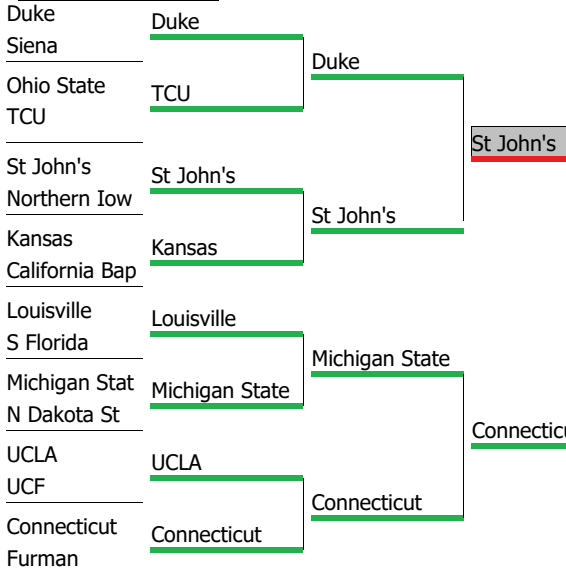 Duke
Siena
Ohio State
TCU
St John's
Northern Iow
Kansas
California Bap
Louisville
S Florida
Michigan Stat
N Dakota St
UCLA
UCF
Connecticut
Furman
Duke
TCU
St John's
Kansas
Louisville
Michigan State
UCLA
Connecticut
Duke
St John's
Michigan State
Connecticut
St John's
Connecticu